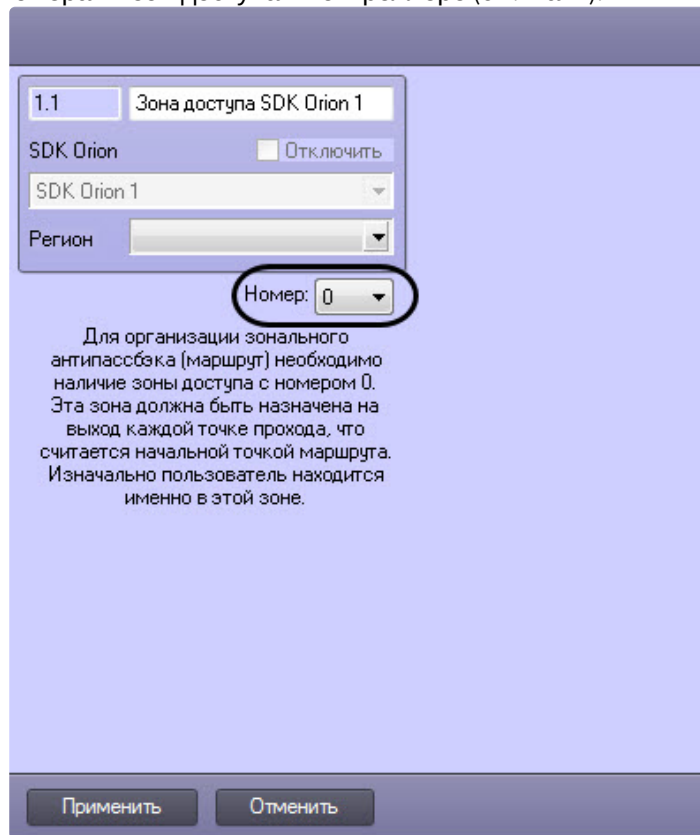 1.1 Зона доступа SDK Orion 1
SDK Orion Отключить
SDK Orion 1
Регион
Номер: 0
Для организации зонального
антипассбэка (маршрут) необходимо
наличие зоны доступа с номером 0.
Эта зона должна быть назначена на
выход каждой точке прохода, что
считается начальной точкой маршрута.
Изначально пользователь находится
именно в этой зоне.
Применить Отменить